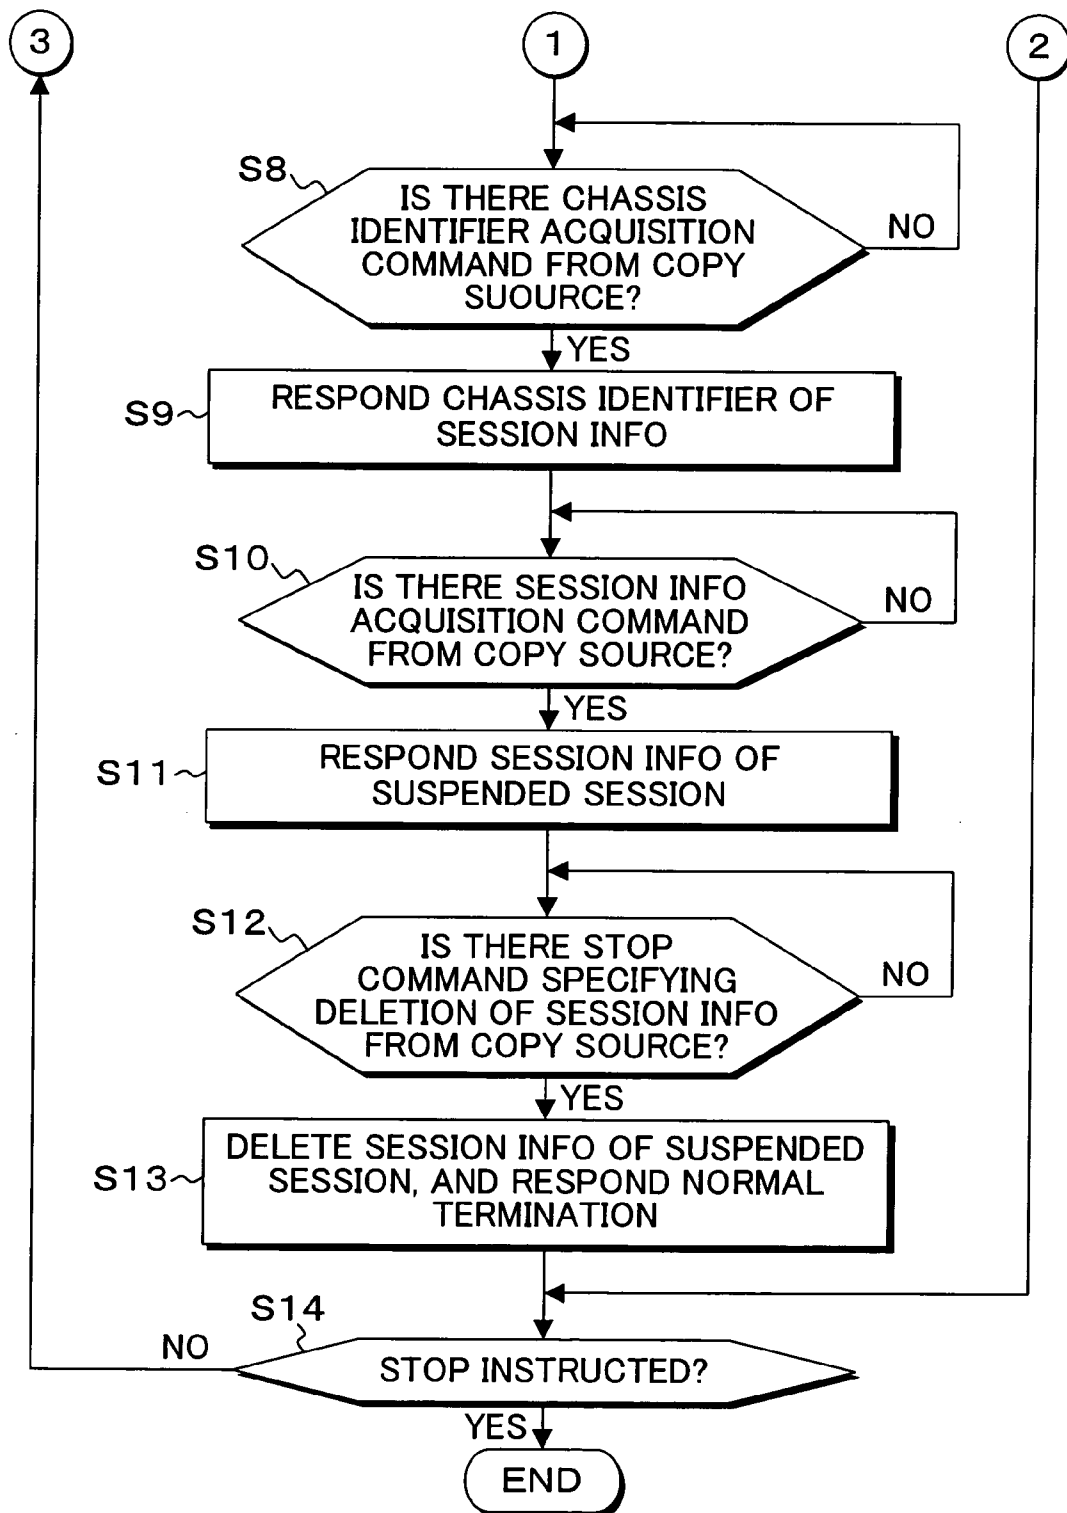 3
1
2
S8
IS THERE CHASSIS
IDENTIFIER ACQUISITION
COMMAND FROM COPY
SUOURCE?
NO
YES
S9
RESPOND CHASSIS IDENTIFIER OF
SESSION INFO
S10
IS THERE SESSION INFO
ACQUISITION COMMAND
FROM COPY SOURCE?
NO
YES
S11
RESPOND SESSION INFO OF
SUSPENDED SESSION
S12
IS THERE STOP
COMMAND SPECIFYING
DELETION OF SESSION INFO
FROM COPY SOURCE?
NO
YES
S13
DELETE SESSION INFO OF SUSPENDED
SESSION, AND RESPOND NORMAL
TERMINATION
S14
NO
STOP INSTRUCTED?
YES
END